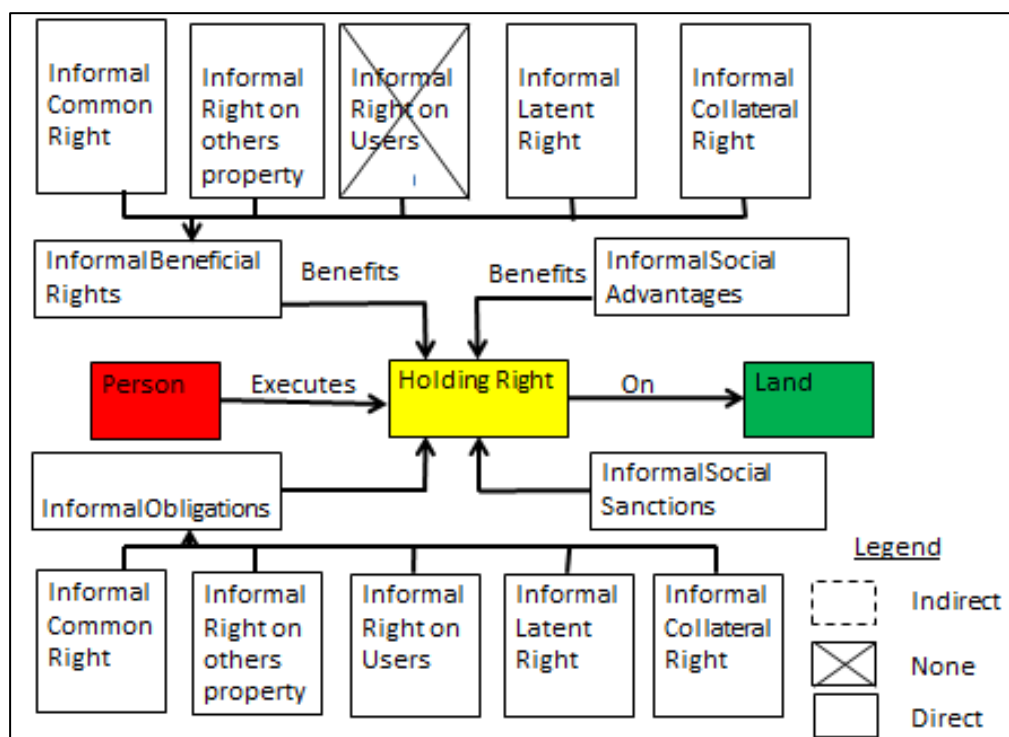 Informal
Common
Right
Informal
Right on
others
property
Informal
Right on
Users
Informal
Latent
Right
Informal
Collateral
Right
InformalBeneficial
Rights
Benefits
Benefits
InformalSocial
Advantages
Person
Executes
Holding Right
On
Land
InformalObligations
InformalSocial
Sanctions
Informal
Common
Right
Informal
Right on
others
property
Informal
Right on
Users
Informal
Latent
Right
Informal
Collateral
Right
Legend
Indirect
None
Direct